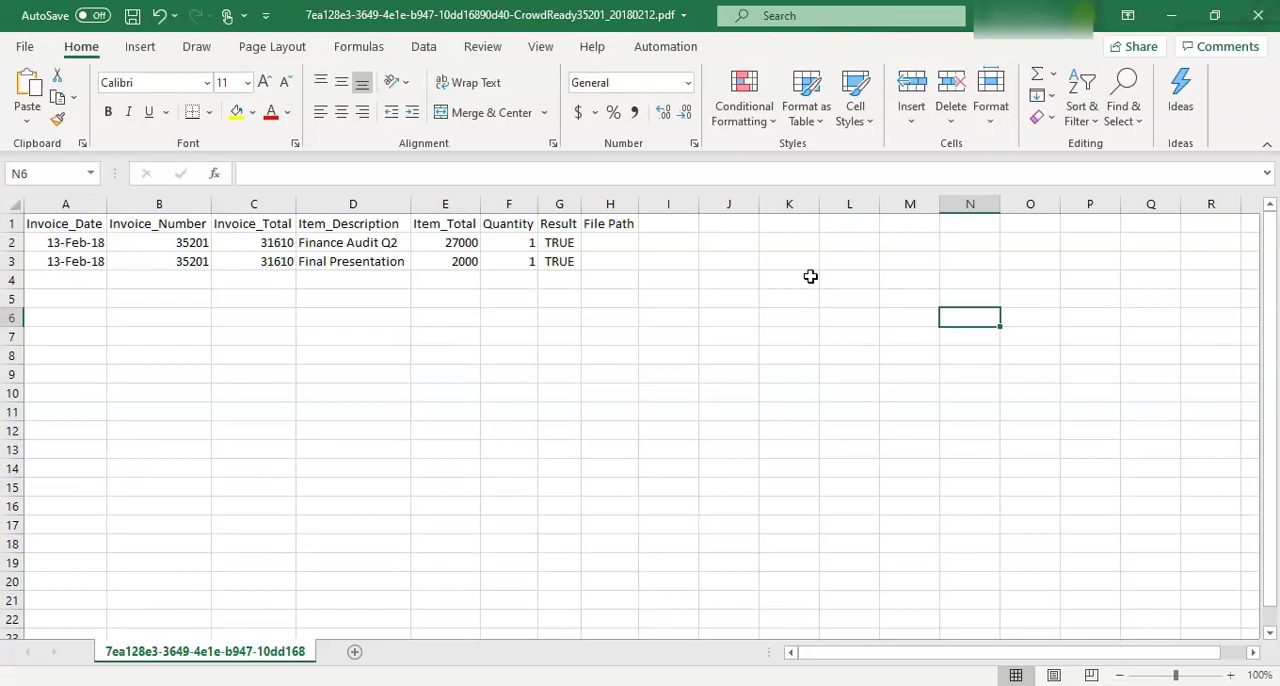 AutoSave Off 7ea128e3-3649-4e1e-b947-10dd16890d40-CrowdReady35201_20180212.pdf Search
File Home Insert Draw Page Layout Formulas Data Review View Help Automation Share Comments
Paste Calibri 11 A A Wrap Text General Conditional Formatting Format as Table Cell Styles Insert Delete Format Sort & Filter Find & Select Ideas
B I U A Merge & Center $ % ,
Clipboard Font Alignment Number Styles Cells Editing Ideas
N6 fx
A B C D E F G H I J K L M N O P Q R
1 Invoice_Date Invoice_Number Invoice_Total Item_Description Item_Total Quantity Result File Path
2 13-Feb-18 35201 31610 Finance Audit Q2 27000 1 TRUE
3 13-Feb-18 35201 31610 Final Presentation 2000 1 TRUE
4
5
6
7
8
9
10
11
12
13
14
15
16
17
18
19
20
21
22
23
7ea128e3-3649-4e1e-b947-10dd168
100%